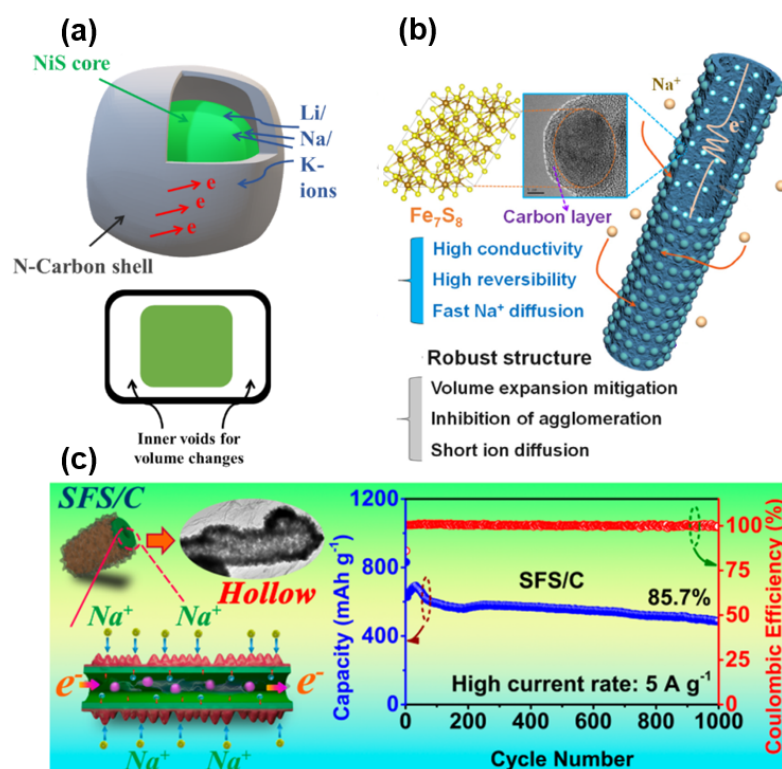 (a)
NiS core
Li/
Na/
K-
ions
e
e
e
N-Carbon shell
Inner voids for
volume changes
(b)
Na⁺
e⁻
Fe₇S₈
Carbon layer
High conductivity
High reversibility
Fast Na⁺ diffusion
Robust structure
Volume expansion mitigation
Inhibition of agglomeration
Short ion diffusion
(c)
SFS/C
Hollow
Na⁺ Na⁺
e⁻ e⁻
Na⁺ Na⁺
Capacity (mAh g⁻¹)
1200
900
600
400
0
SFS/C
85.7%
High current rate: 5 A g⁻¹
0 200 400 600 800 1000
Cycle Number
100
75
50
25
0
Coulombic Efficiency (%)